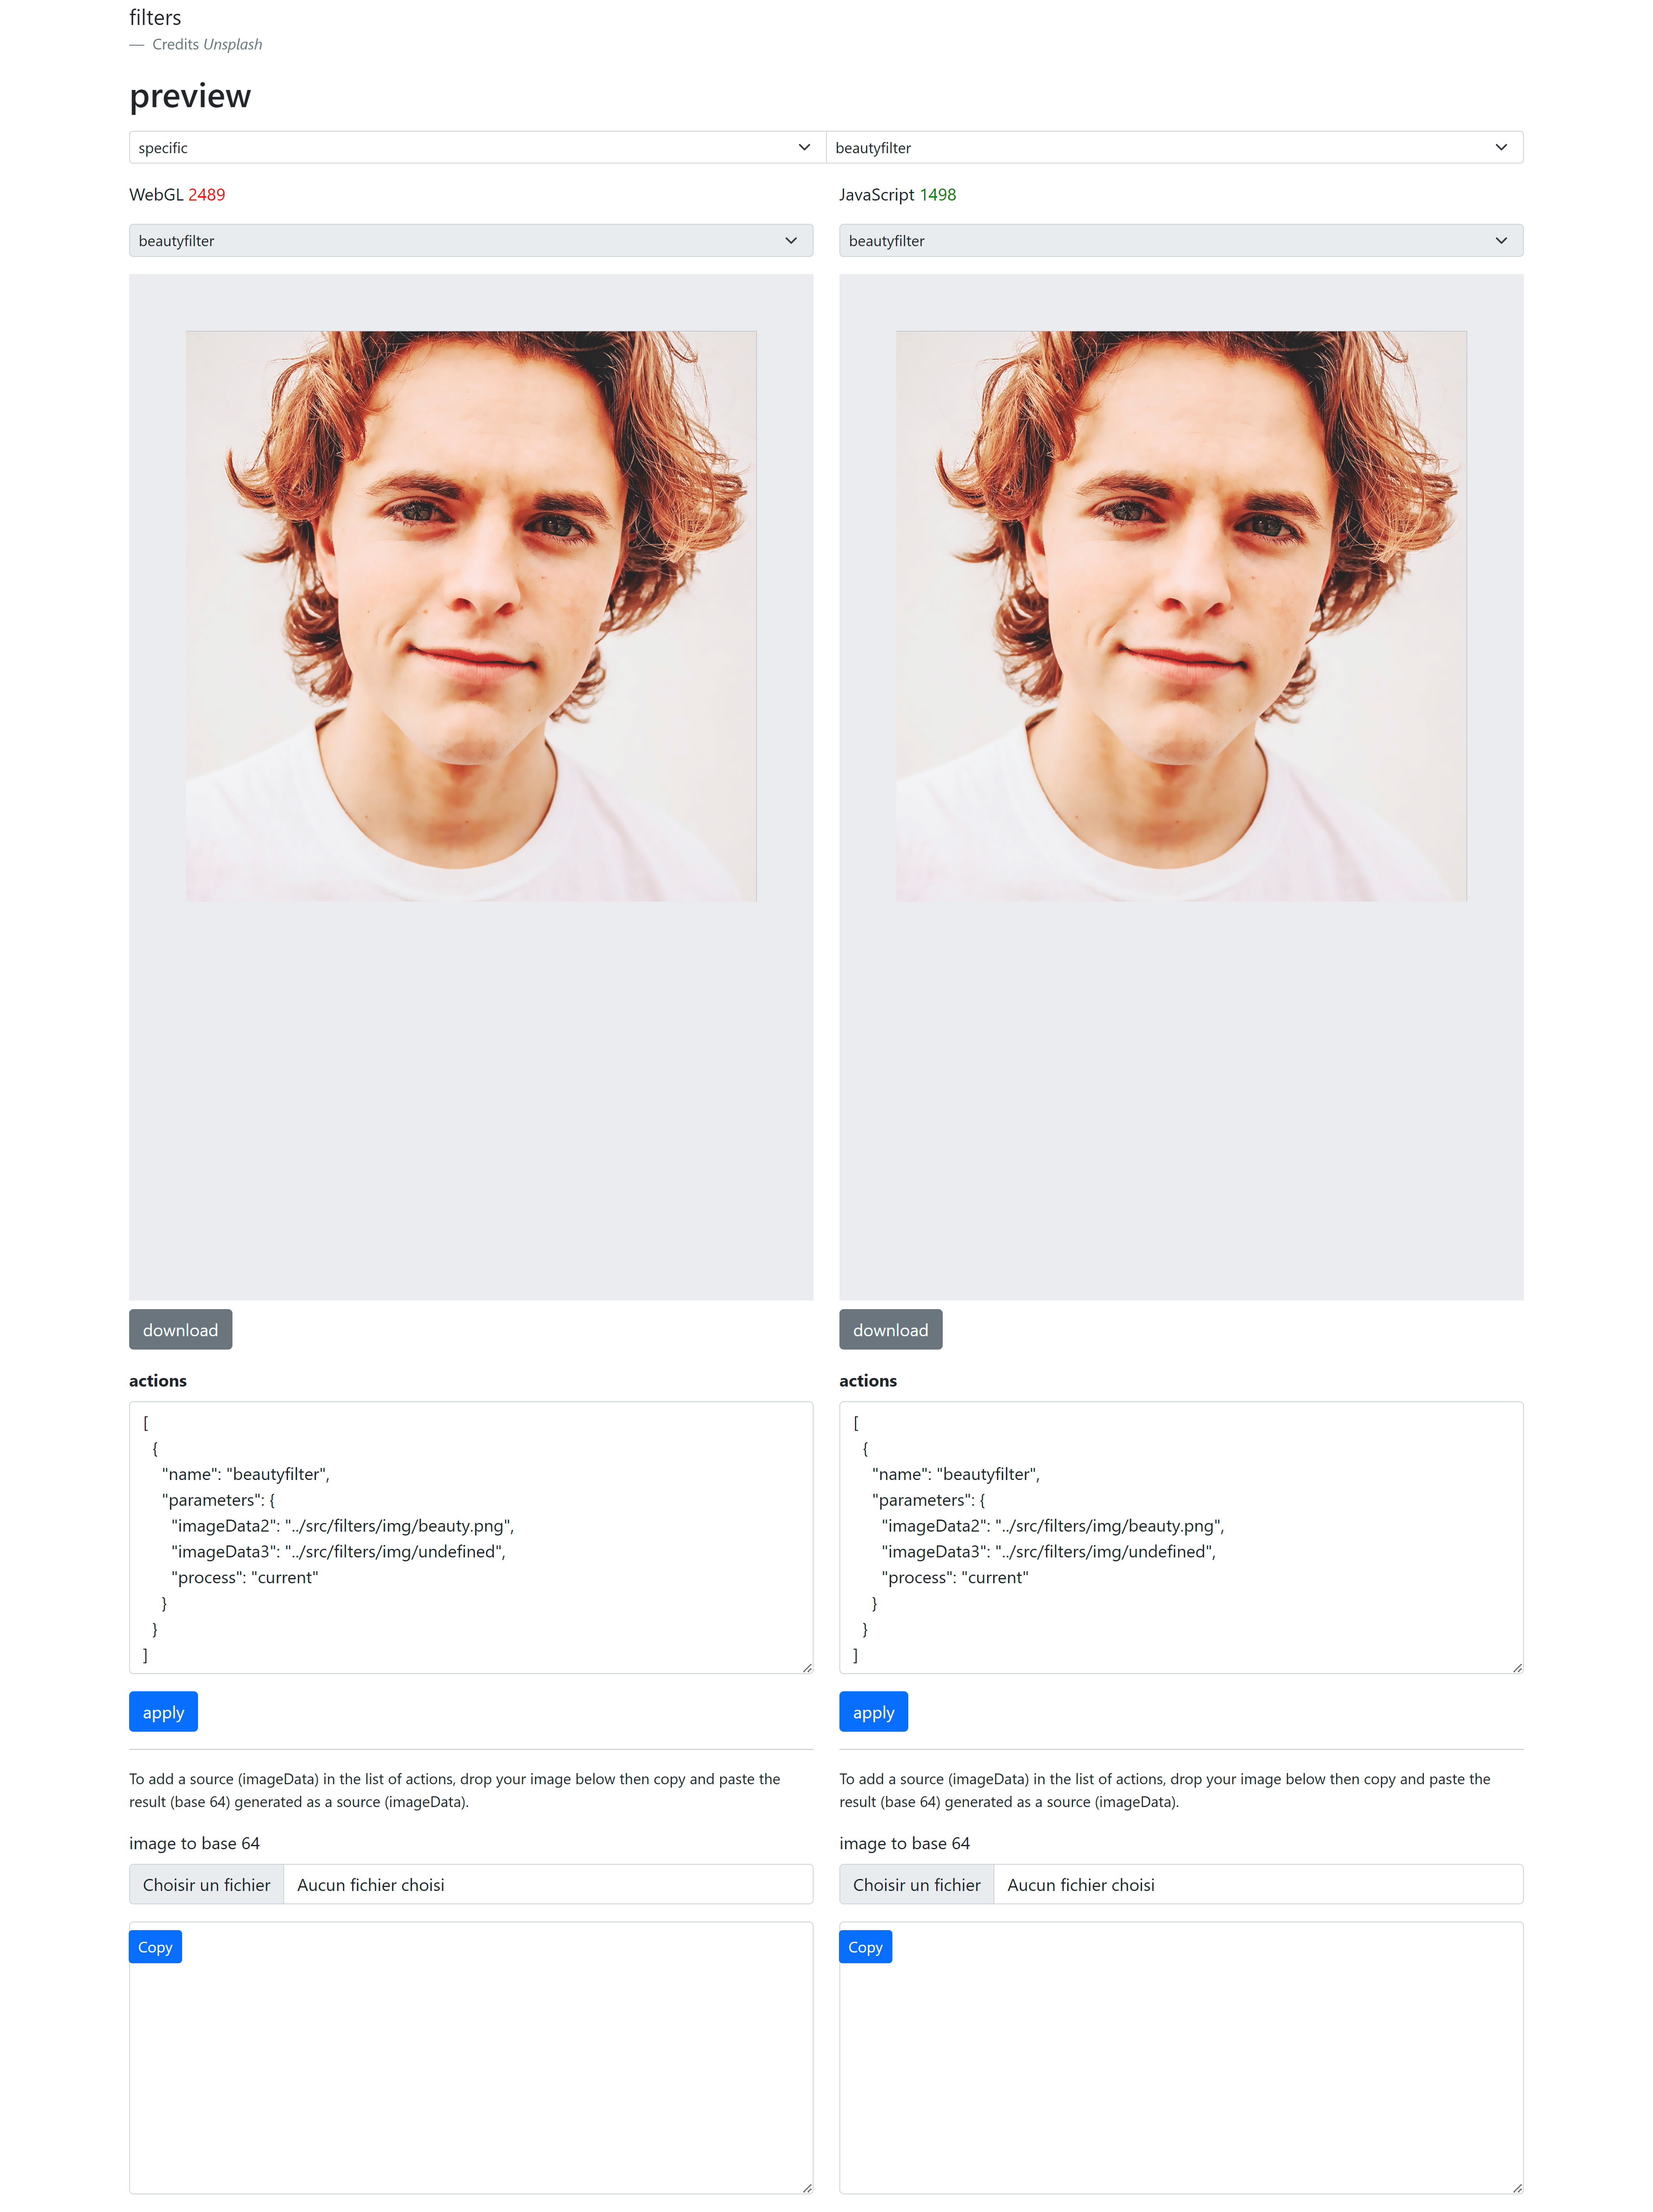 filters
— Credits Unsplash
preview
specific
beautyfilter
WebGL 2489
JavaScript 1498
beautyfilter
beautyfilter
download
download
actions
[
{
"name": "beautyfilter",
"parameters": {
"imageData2": "../src/filters/img/beauty.png",
"imageData3": "../src/filters/img/undefined",
"process": "current"
}
}
]
actions
[
{
"name": "beautyfilter",
"parameters": {
"imageData2": "../src/filters/img/beauty.png",
"imageData3": "../src/filters/img/undefined",
"process": "current"
}
}
]
apply
apply
To add a source (imageData) in the list of actions, drop your image below then copy and paste the
result (base 64) generated as a source (imageData).
image to base 64
Choisir un fichier Aucun fichier choisi
Copy
To add a source (imageData) in the list of actions, drop your image below then copy and paste the
result (base 64) generated as a source (imageData).
image to base 64
Choisir un fichier Aucun fichier choisi
Copy